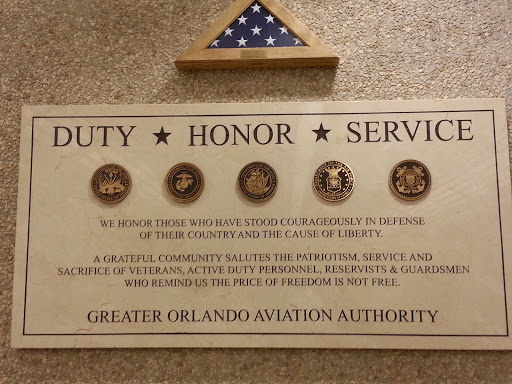 DUTY ★ HONOR ★ SERVICE
WE HONOR THOSE WHO HAVE STOOD COURAGEOUSLY IN DEFENSE
OF THEIR COUNTRY AND THE CAUSE OF LIBERTY.
A GRATEFUL COMMUNITY SALUTES THE PATRIOTISM, SERVICE AND
SACRIFICE OF VETERANS, ACTIVE DUTY PERSONNEL, RESERVISTS & GUARDSMEN
WHO REMIND US THE PRICE OF FREEDOM IS NOT FREE.
GREATER ORLANDO AVIATION AUTHORITY